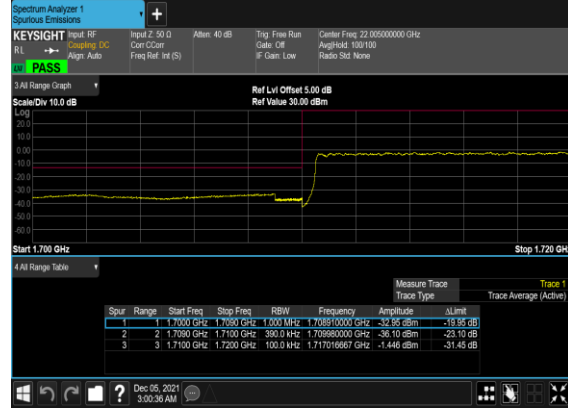 Spectrum Analyzer 1
Spurious Emissions
+
KEYSIGHT Input: RF Input Z: 50 Ω Atten: 40 dB Trig: Free Run Center Freq: 22.005000000 GHz
RL Coupling: DC Corr CCorr Gate: Off Avg|Hold: 100/100
Align: Auto Freq Ref: Int (S) IF Gain: Low Radio Std: None
PASS
3 All Range Graph
Ref Lvl Offset 5.00 dB
Scale/Div 10.0 dB Ref Value 30.00 dBm
Log
20.0
10.0
0.00
-10.0
-20.0
-30.0
-40.0
-50.0
-60.0
Start 1.700 GHz Stop 1.720 GH
4 All Range Table
Measure Trace Trace 1
Trace Type Trace Average (Active)
Spur Range Start Freq Stop Freq RBW Frequency Amplitude ΔLimit
1 1 1.7000 GHz 1.7090 GHz 1.000 MHz 1.708910000 GHz -32.95 dBm -19.95 dB
2 2 1.7090 GHz 1.7100 GHz 390.0 kHz 1.709980000 GHz -36.10 dBm -23.10 dB
3 3 1.7100 GHz 1.7200 GHz 100.0 kHz 1.717016667 GHz -1.446 dBm -31.45 dB
? Dec 05, 2021
3:00:36 AM